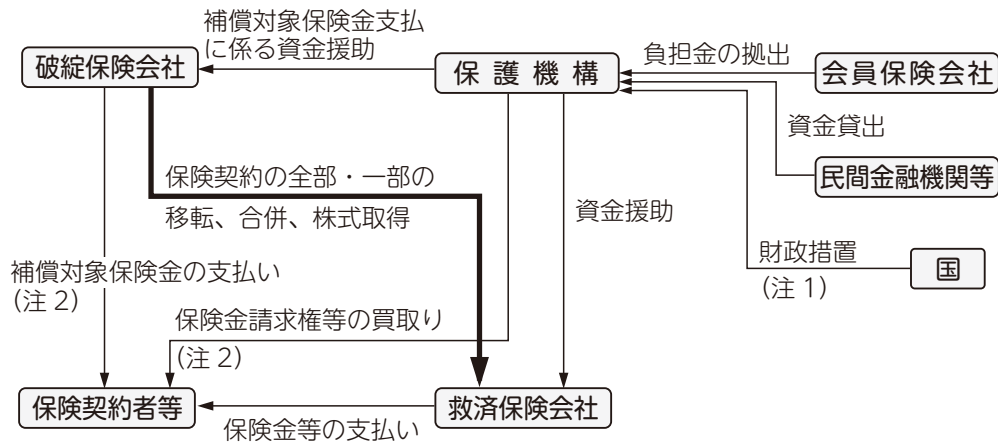 補償対象保険金支払
に係る資金援助
破綻保険会社
保護機構
負担金の拠出
会員保険会社
資金貸出
民間金融機関等
保険契約の全部・一部の
移転、合併、株式取得
資金援助
財政措置
(注 1)
国
補償対象保険金の支払い
(注 2)
保険金請求権等の買取り
(注 2)
保険契約者等
救済保険会社
保険金等の支払い